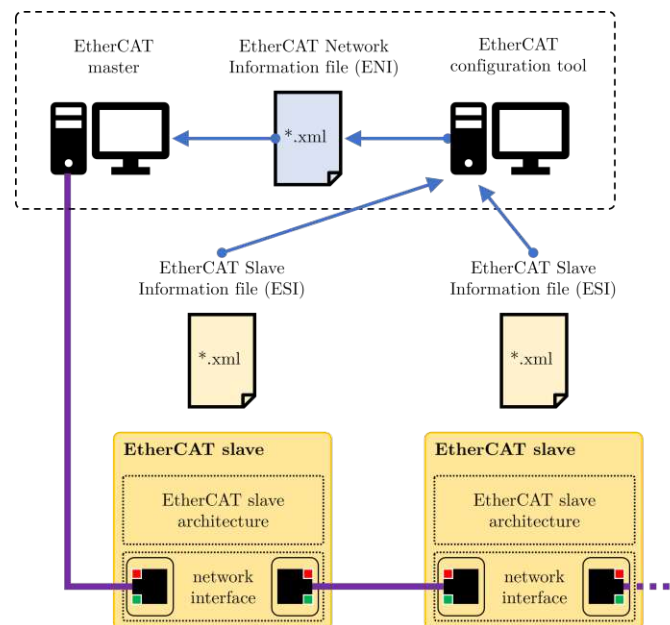 EtherCAT
master
EtherCAT Network
Information file (ENI)
EtherCAT
configuration tool
*.xml
EtherCAT Slave
Information file (ESI)
EtherCAT Slave
Information file (ESI)
*.xml
*.xml
EtherCAT slave
EtherCAT slave
architecture
network
interface
EtherCAT slave
EtherCAT slave
architecture
network
interface